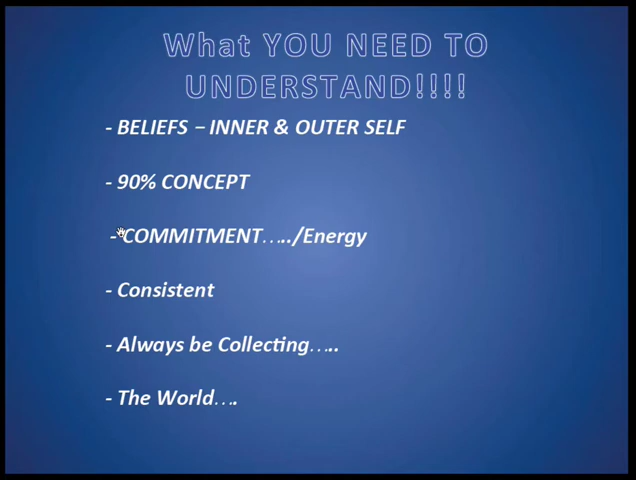 What YOU NEED TO
UNDERSTAND!!!!
- BELIEFS – INNER & OUTER SELF
- 90% CONCEPT
- COMMITMENT...../Energy
- Consistent
- Always be Collecting.....
- The World....